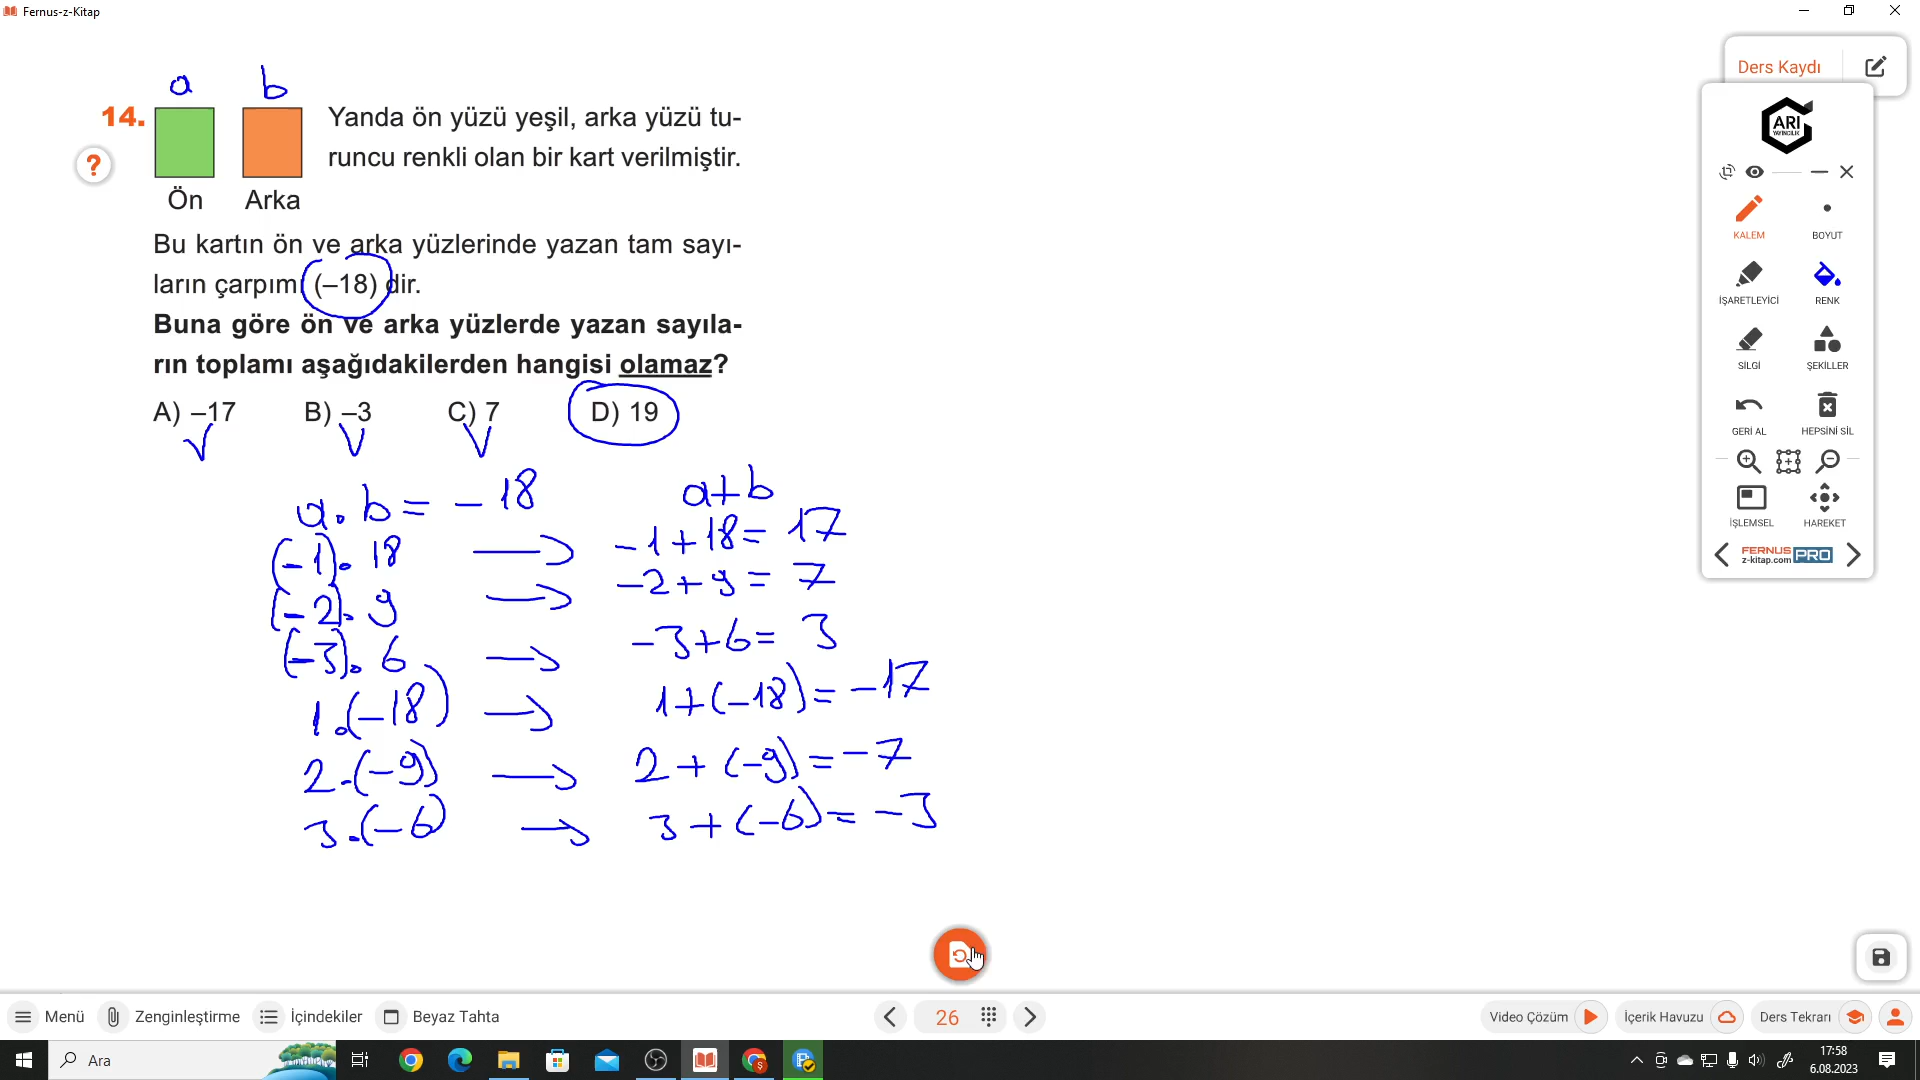 Fernus-z-Kitap
Ders Kaydı
a b
14.
Yanda ön yüzü yeşil, arka yüzü tu-
runcu renkli olan bir kart verilmiştir.
?
Ön Arka
Bu kartın ön ve arka yüzlerinde yazan tam sayı-
ların çarpımı (–18) dir.
Buna göre ön ve arka yüzlerde yazan sayıla-
rın toplamı aşağıdakilerden hangisi olamaz?
A) –17 B) –3 C) 7 D) 19
a.b = -18 a+b
(-1).18 → -1+18= 17
(-2).9 → -2+9= 7
(-3).6 → -3+6= 3
1.(-18) → 1+(-18)= -17
2.(-9) → 2+(-9)= -7
3.(-6) → 3+(-6)= -3
ARI
YAYINCILIK
KALEM BOYUT
İŞARETLEYİCİ RENK
SİLGİ ŞEKİLLER
GERİ AL HEPSİNİ SİL
İŞLEMSEL HAREKET
FERNUS
z-kitap.com PRO
Menü Zenginleştirme İçindekiler Beyaz Tahta 26 Video Çözüm İçerik Havuzu Ders Tekrarı
Ara
17:58
6.08.2023